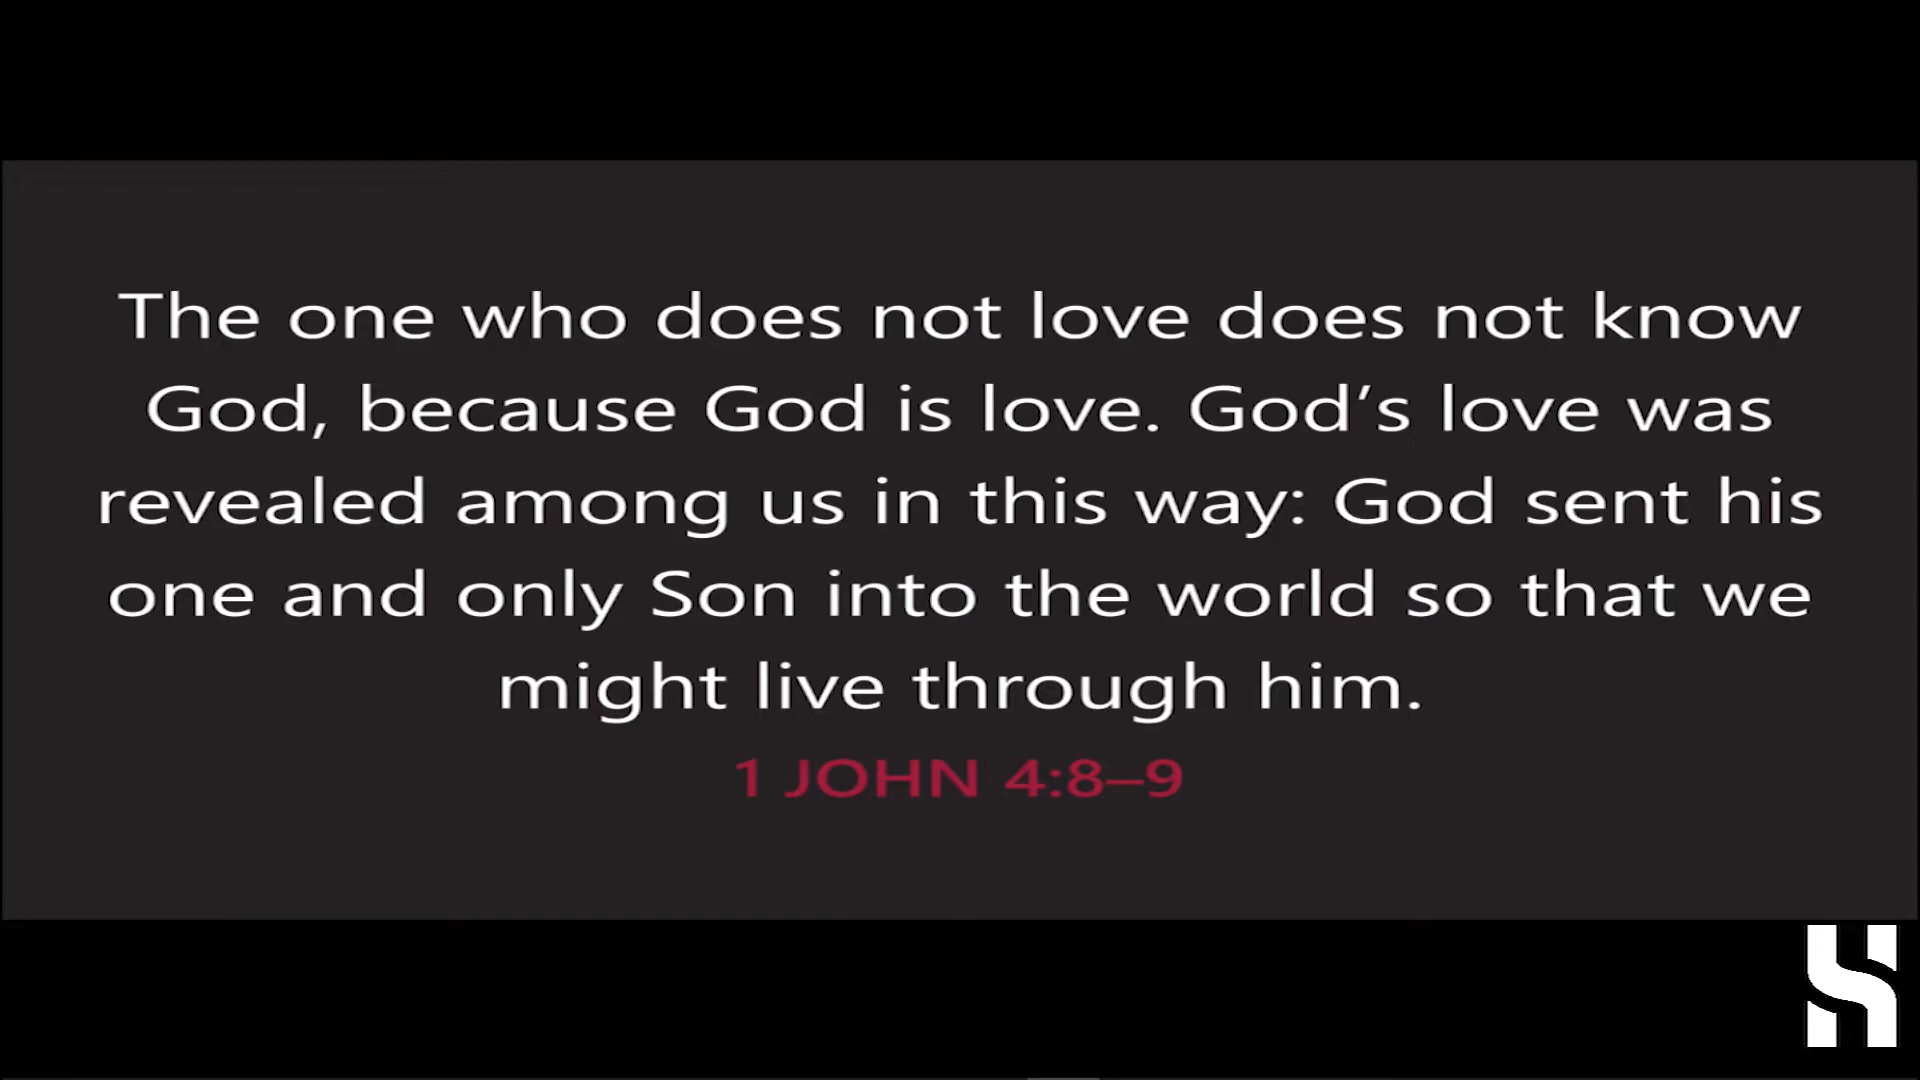 The one who does not love does not know
God, because God is love. God’s love was
revealed among us in this way: God sent his
one and only Son into the world so that we
might live through him.
1 JOHN 4:8–9